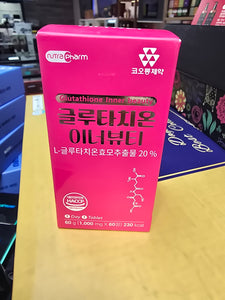 nutra pharm
코오롱제약
Glutathione Inner Beauty
글루타치온
이너뷰티
L-글루타치온효모추출물 20 %
HACCP
1 Day 1 Tablet
60 g (1,000 mg x 60정) 230 kcal